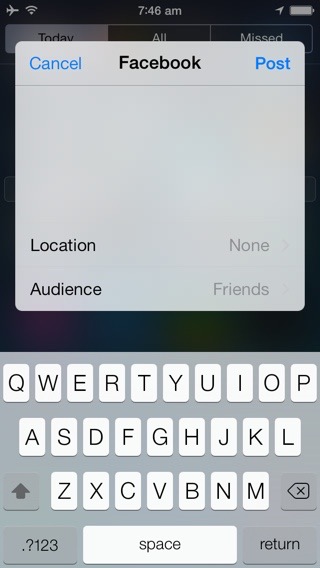 7:46 am
Today All Missed
Cancel Facebook Post
Location None
Audience Friends
Q W E R T Y U I O P
A S D F G H J K L
Z X C V B N M
.?123 space return